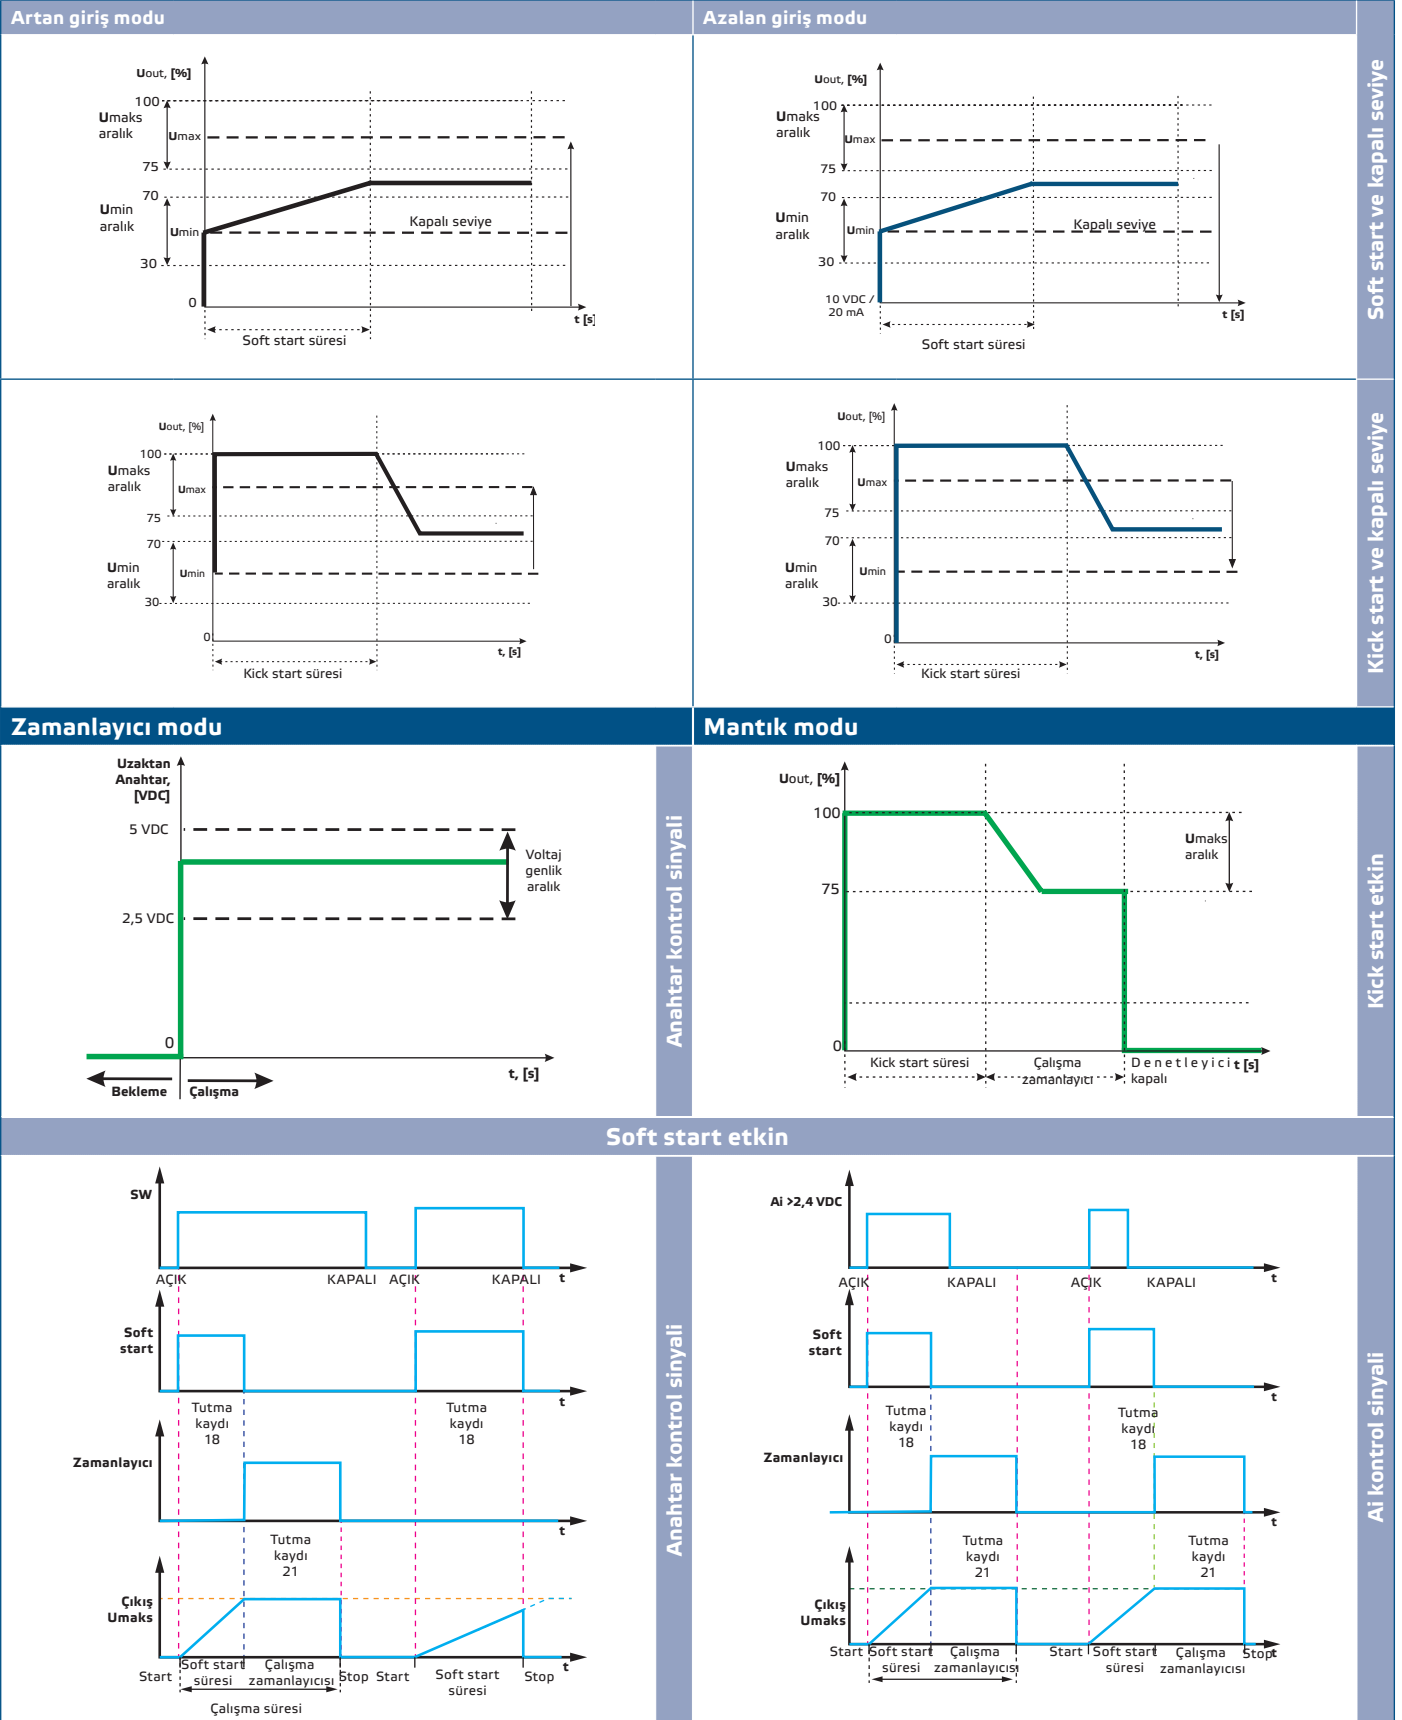 Artan giriş modu
Azalan giriş modu
Uout, [%]
100
Umaks
aralık
Umax
75
70
Umin
aralık
Umin
Kapalı seviye
30
0
t [s]
Soft start süresi
Uout, [%]
100
Umaks
aralık
Umax
75
70
Umin
aralık
Umin
Kapalı seviye
30
10 VDC /
20 mA
t [s]
Soft start süresi
Soft start ve kapalı seviye
Uout, [%]
100
Umaks
aralık
Umax
75
70
Umin
aralık
Umin
30
0
t, [s]
Kick start süresi
Uout, [%]
100
Umaks
aralık
Umax
75
70
Umin
aralık
Umin
30
0
t, [s]
Kick start süresi
Kick start ve kapalı seviye
Zamanlayıcı modu
Mantık modu
Uzaktan
Anahtar,
[VDC]
5 VDC
Voltaj
genlik
aralık
2,5 VDC
0
t, [s]
Bekleme
Çalışma
Anahtar kontrol sinyali
Uout, [%]
100
Umaks
aralık
75
0
Kick start süresi
Çalışma
zamanlayıcı
Denetleyici
kapalı
t [s]
Kick start etkin
Soft start etkin
SW
AÇIK
KAPALI
AÇIK
KAPALI
t
Soft
start
t
Tutma
kaydı
18
Tutma
kaydı
18
Zamanlayıcı
t
Tutma
kaydı
21
Çıkış
Umaks
t
Start
Soft start
süresi
Çalışma
zamanlayıcısı
Stop
Start
Soft start
süresi
Stop
Çalışma süresi
Anahtar kontrol sinyali
Ai >2,4 VDC
AÇIK
KAPALI
AÇIK
KAPALI
t
Soft
start
t
Tutma
kaydı
18
Tutma
kaydı
18
Zamanlayıcı
t
Tutma
kaydı
21
Tutma
kaydı
21
Çıkış
Umaks
Start
Soft start
süresi
Çalışma
zamanlayıcısı
Start
Soft start
süresi
Çalışma
zamanlayıcısı
Stop
t
Ai kontrol sinyali